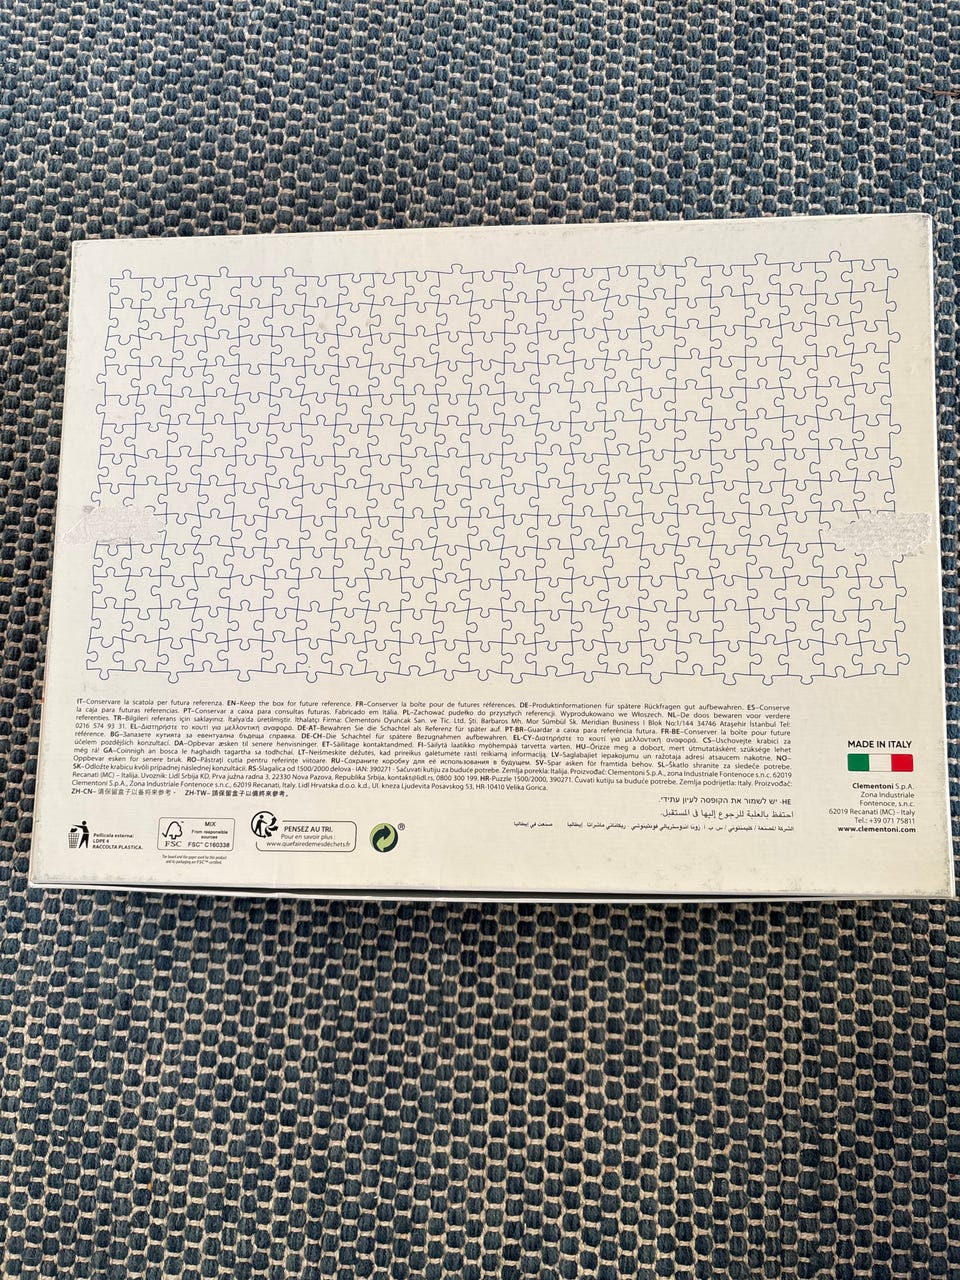 IT–Conservare la scatola per futura referenza. EN–Keep the box for future reference. FR–Conserver la boîte pour de futures références. DE–Produktinformationen für spätere Rückfragen gut aufbewahren. ES–Conserve
la caja para futuras referencias. PT–Conservar a caixa para consultas futuras. Fabricado em Itália. PL–Zachować pudełko do przyszłych referencji. Wyprodukowano we Włoszech. NL–De doos bewaren voor verdere
referenties. TR–Bilgileri referans için saklayınız. İtalya'da üretilmiştir. İthalatçı Firma: Clementoni Oyuncak San. ve Tic. Ltd. Şti. Barbaros Mh. Mor Sümbül Sk. Meridian Business I Blok No:1/144 34746 Ataşehir İstanbul Tel:
0216 574 93 31. EL–Διατηρήστε το κουτί για μελλοντική αναφορά. DE-AT–Bewahren Sie die Schachtel als Referenz für später auf. PT-BR–Guardar a caixa para referência futura. FR-BE–Conserver la boîte pour future
référence. BG–Запазете кутията за евентуална бъдеща справка. DE-CH–Die Schachtel für spätere Bezugnahmen aufbewahren. EL-CY–Διατηρήστε το κουτί για μελλοντική αναφορά. CS–Uschovejte krabici za
účelem pozdějších konzultací. DA–Opbevar æsken til senere henvisninger. ET–Säilitage kontaktandmed. FI–Säilytä laatikko myöhempää tarvetta varten. HU–Őrizze meg a dobozt, mert útmutatásként szüksége lehet
még rá! GA–Coinnigh an bosca le haghaidh tagartha sa todhchaí. LT–Neišmeskite dėžutės, kad prireikus galėtumėte rasti reikiamą informaciją. LV–Saglabājiet iepakojumu un ražotāja adresi atsaucem nākotnē. NO–
Oppbevar esken for senere bruk. RO–Păstrați cutia pentru referințe viitoare. RU–Сохраните коробку для её использования в будущем. SV–Spar asken för framtida behov. SL–Škatlo shranite za sledeče potrebe.
SK–Odložte krabicu kvôli prípadnej následnej konzultácii. RS–Slagalica od 1500/2000 delova - IAN: 390271 - Sačuvati kutiju za buduće potrebe. Zemlja porekla: Italija. Proizvođač: Clementoni S.p.A., zona Industriale Fontenoce s.n.c. 62019
Recanati (MC) – Italija. Uvoznik: Lidl Srbija KD, Prva južna radna 3, 22330 Nova Pazova, Republika Srbija, kontakt@lidl.rs, 0800 300 199. HR–Puzzle 1500/2000, 390271. Čuvati kutiju za buduće potrebe. Zemlja podrijetla: Italy. Proizvođač:
Clementoni S.p.A., Zona Industriale Fontenoce s.n.c., 62019 Recanati, Italy. Lidl Hrvatska d.o.o. k.d., Ul. kneza Ljudevita Posavskog 53, HR-10410 Velika Gorica.
ZH-CN– 请保留盒子以备将来参考。 ZH-TW– 請保留盒子以備將來參考。
HE- יש לשמור את הקופסה לעיון עתידי.
احتفظ بالعلبة للرجوع إليها في المستقبل.
MADE IN ITALY
Clementoni S.p.A.
Zona Industriale
Fontenoce, s.n.c.
62019 Recanati (MC) - Italy
Tel.: +39 071 75811
www.clementoni.com
Pellicola esterna:
LDPE 4
RACCOLTA PLASTICA.
FSC
MIX
From responsible
sources
FSC™ C160338
The board and the paper used for this product
and its packaging are FSC™ certified.
PENSEZ AU TRI.
Pour en savoir plus :
www.quefairedemesdechets.fr
®